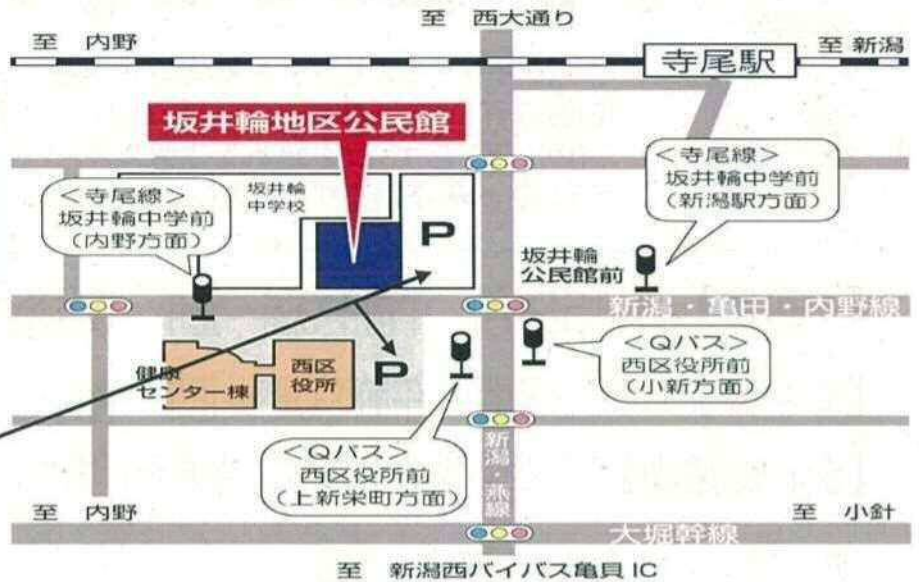 至 西大通り
至 内野
寺尾駅
至 新潟
坂井輪地区公民館
<寺尾線>
坂井輪中学前
(新潟駅方面)
坂井輪
中学校
<寺尾線>
坂井輪中学前
(内野方面)
P
坂井輪
公民館前
新潟・亀田・内野線
<Qバス>
西区役所前
(小新方面)
健康
センター棟
西区
役所
P
<Qバス>
西区役所前
(上新栄町方面)
新潟・燕線
至 内野
大堀幹線
至 小針
至 新潟西バイパス亀貝 IC